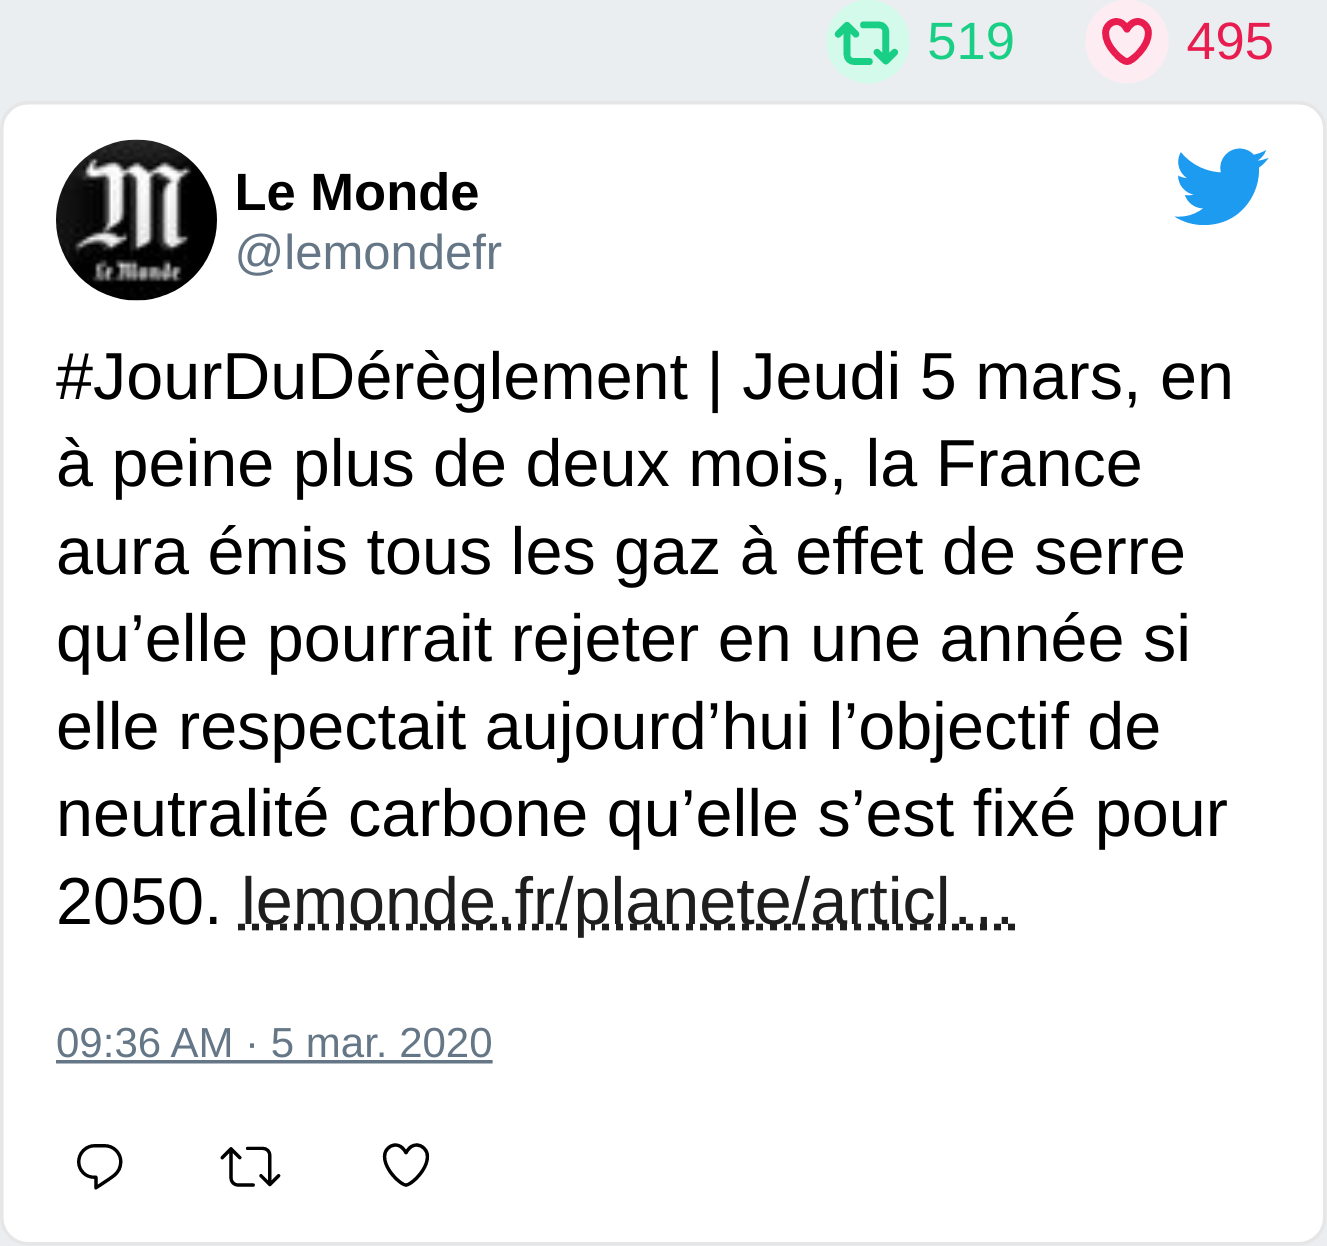 519 495
Le Monde
Le Monde
@lemondefr
#JourDuDérèglement | Jeudi 5 mars, en
à peine plus de deux mois, la France
aura émis tous les gaz à effet de serre
qu’elle pourrait rejeter en une année si
elle respectait aujourd’hui l’objectif de
neutralité carbone qu’elle s’est fixé pour
2050. lemonde.fr/planete/articl…
09:36 AM · 5 mar. 2020